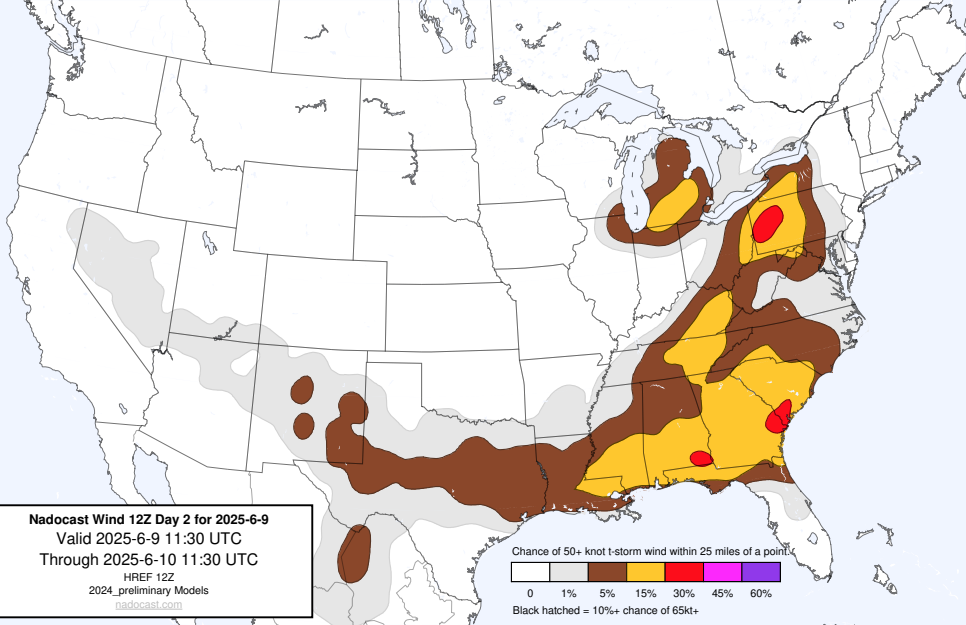 Nadocast Wind 12Z Day 2 for 2025-6-9
Valid 2025-6-9 11:30 UTC
Through 2025-6-10 11:30 UTC
HREF 12Z
2024_preliminary Models
nadocast.com
Chance of 50+ knot t-storm wind within 25 miles of a point.
0 1% 5% 15% 30% 45% 60%
Black hatched = 10%+ chance of 65kt+